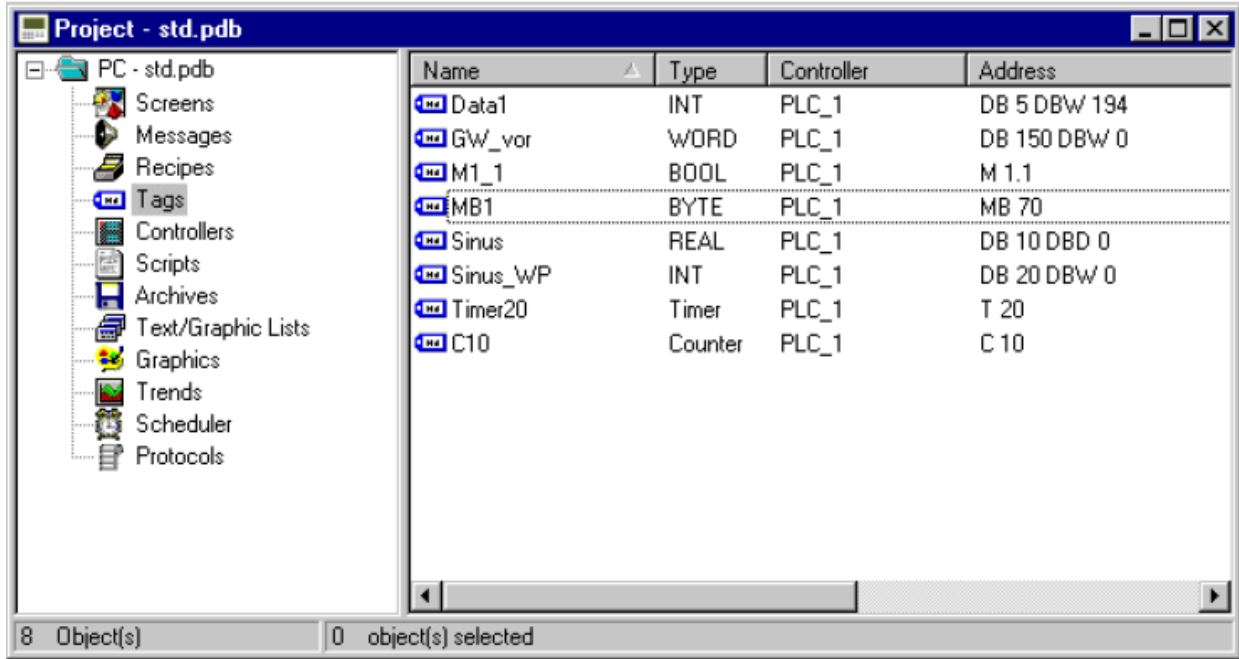 Project - std.pdb
PC - std.pdb
Screens
Messages
Recipes
Tags
Controllers
Scripts
Archives
Text/Graphic Lists
Graphics
Trends
Scheduler
Protocols
Name Type Controller Address
Data1 INT PLC_1 DB 5 DBW 194
GW_vor WORD PLC_1 DB 150 DBW 0
M1_1 BOOL PLC_1 M 1.1
MB1 BYTE PLC_1 MB 70
Sinus REAL PLC_1 DB 10 DBD 0
Sinus_WP INT PLC_1 DB 20 DBW 0
Timer20 Timer PLC_1 T 20
C10 Counter PLC_1 C 10
8 Object(s) 0 object(s) selected